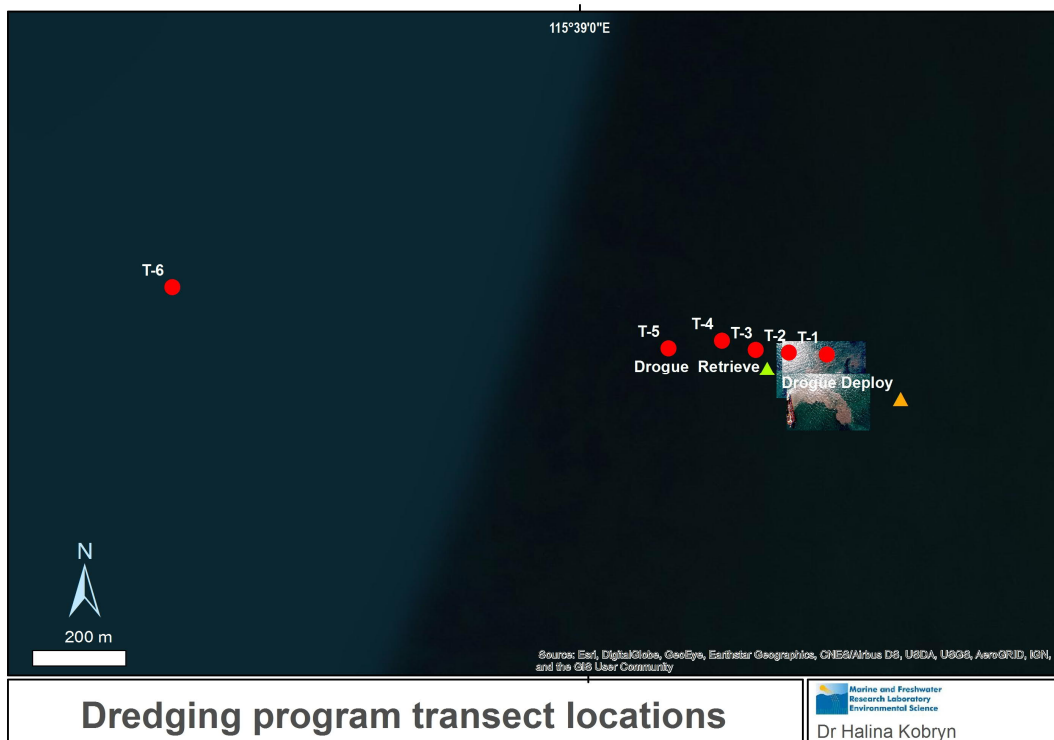 115°39'0"E
T-6
T-5
T-4
T-3
T-2
T-1
Drogue Retrieve
Drogue Deploy
N
200 m
Source: Esri, DigitalGlobe, GeoEye, Earthstar Geographics, CNES/Airbus DS, USDA, USGS, AeroGRID, IGN,
and the GIS User Community
Dredging program transect locations
Marine and Freshwater
Research Laboratory
Environmental Science
Dr Halina Kobryn